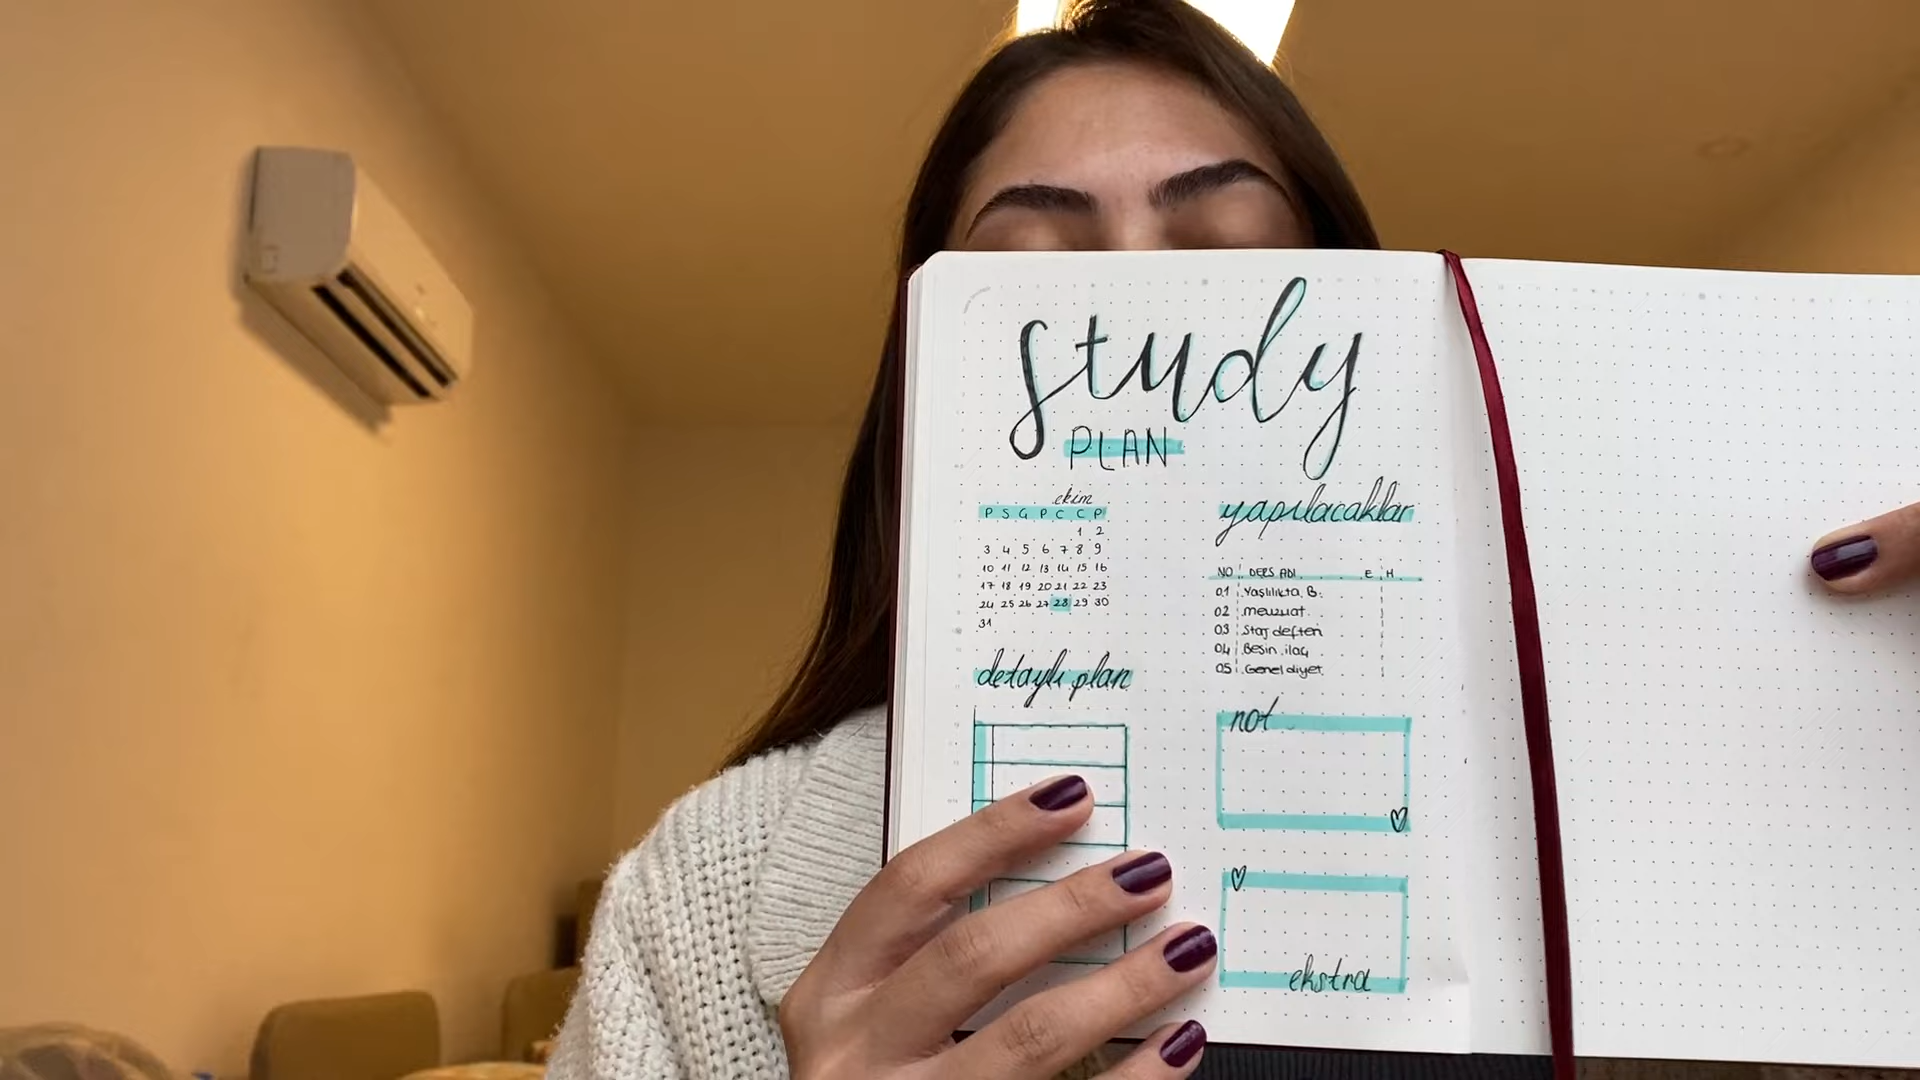 Study
PLAN
ekim
P S G P C C P
1 2
3 4 5 6 7 8 9
10 11 12 13 14 15 16
17 18 19 20 21 22 23
24 25 26 27 28 29 30
31
detaylı plan
yapılacaklar
NO DERS ADI E H
01 Yaşlılıkta B.
02 mevzuat
03 Staj defteri
04 Besin ilaç
05 Genel diyet
not
ekstra